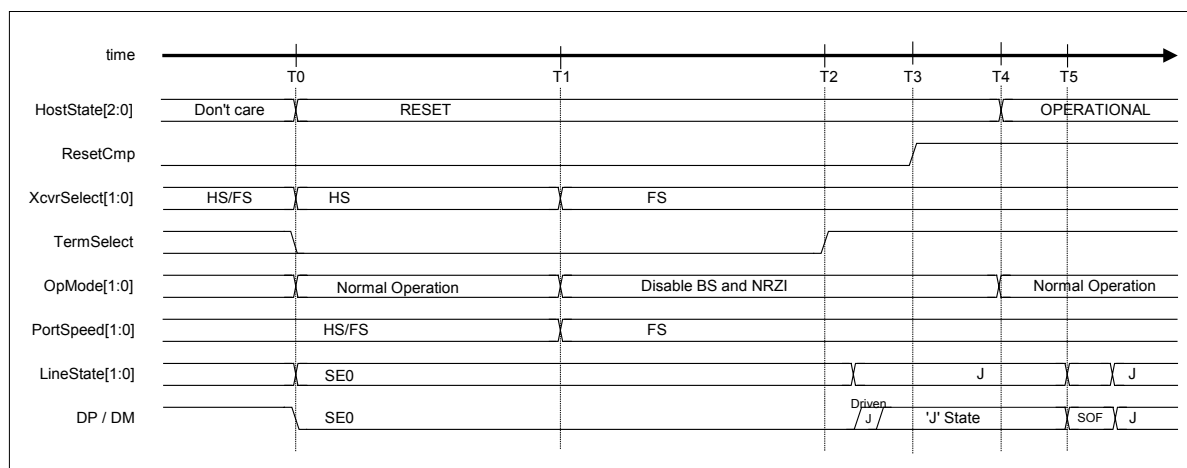 time
T0 T1 T2 T3 T4 T5
HostState[2:0] Don't care RESET OPERATIONAL
ResetCmp
XcvrSelect[1:0] HS/FS HS FS
TermSelect
OpMode[1:0] Normal Operation Disable BS and NRZI Normal Operation
PortSpeed[1:0] HS/FS FS
LineState[1:0] SE0 J J
Driven
DP / DM SE0 J 'J' State SOF J